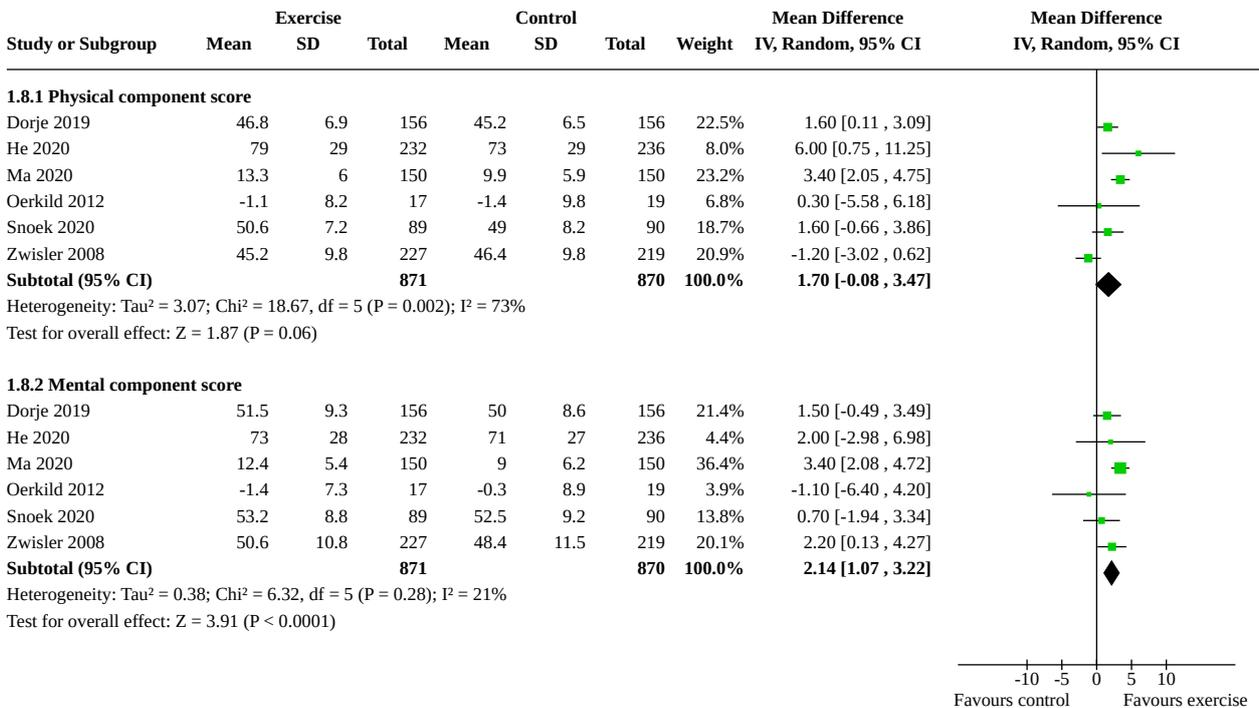 Exercise Control Mean Difference Mean Difference
Study or Subgroup Mean SD Total Mean SD Total Weight IV, Random, 95% CI IV, Random, 95% CI
1.8.1 Physical component score
Dorje 2019 46.8 6.9 156 45.2 6.5 156 22.5% 1.60 [0.11 , 3.09]
He 2020 79 29 232 73 29 236 8.0% 6.00 [0.75 , 11.25]
Ma 2020 13.3 6 150 9.9 5.9 150 23.2% 3.40 [2.05 , 4.75]
Oerkild 2012 -1.1 8.2 17 -1.4 9.8 19 6.8% 0.30 [-5.58 , 6.18]
Snoek 2020 50.6 7.2 89 49 8.2 90 18.7% 1.60 [-0.66 , 3.86]
Zwisler 2008 45.2 9.8 227 46.4 9.8 219 20.9% -1.20 [-3.02 , 0.62]
Subtotal (95% CI) 871 870 100.0% 1.70 [-0.08 , 3.47]
Heterogeneity: Tau² = 3.07; Chi² = 18.67, df = 5 (P = 0.002); I² = 73%
Test for overall effect: Z = 1.87 (P = 0.06)
1.8.2 Mental component score
Dorje 2019 51.5 9.3 156 50 8.6 156 21.4% 1.50 [-0.49 , 3.49]
He 2020 73 28 232 71 27 236 4.4% 2.00 [-2.98 , 6.98]
Ma 2020 12.4 5.4 150 9 6.2 150 36.4% 3.40 [2.08 , 4.72]
Oerkild 2012 -1.4 7.3 17 -0.3 8.9 19 3.9% -1.10 [-6.40 , 4.20]
Snoek 2020 53.2 8.8 89 52.5 9.2 90 13.8% 0.70 [-1.94 , 3.34]
Zwisler 2008 50.6 10.8 227 48.4 11.5 219 20.1% 2.20 [0.13 , 4.27]
Subtotal (95% CI) 871 870 100.0% 2.14 [1.07 , 3.22]
Heterogeneity: Tau² = 0.38; Chi² = 6.32, df = 5 (P = 0.28); I² = 21%
Test for overall effect: Z = 3.91 (P < 0.0001)
-10 -5 0 5 10
Favours control Favours exercise